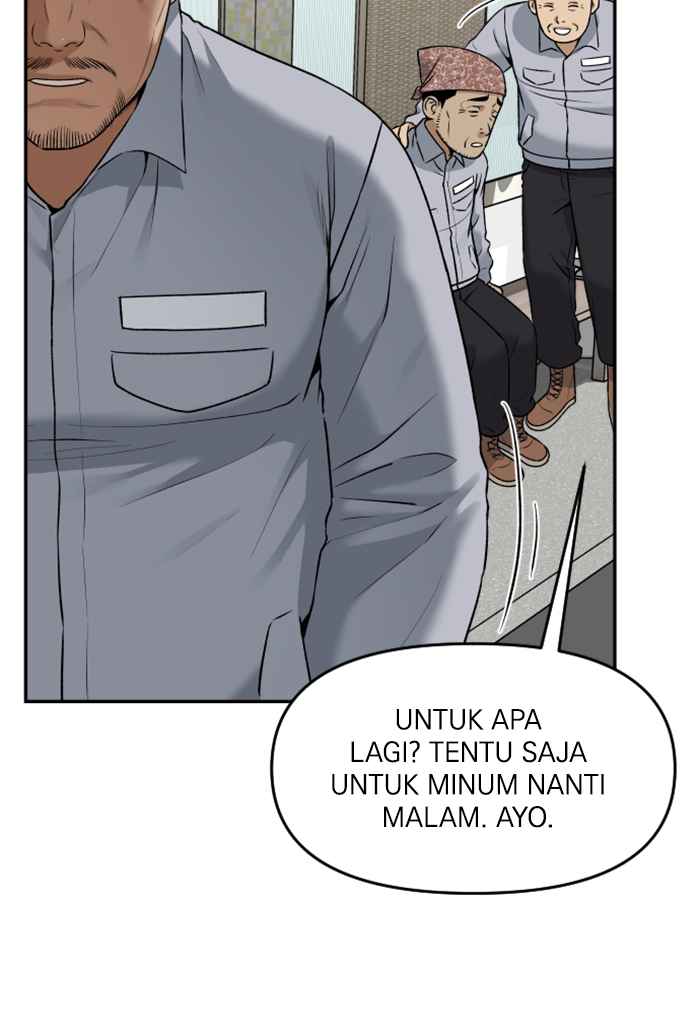 UNTUK APA
LAGI? TENTU SAJA
UNTUK MINUM NANTI
MALAM. AYO.